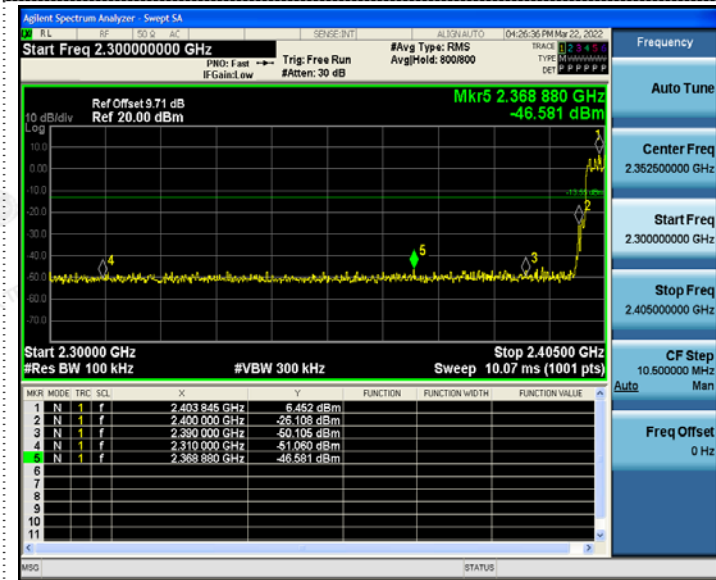 Agilent Spectrum Analyzer - Swept SA
RL RF 50 Ω AC SENSE:INT ALIGN AUTO 04:26:36 PM Mar 22, 2022
Start Freq 2.300000000 GHz #Avg Type: RMS TRACE 1 2 3 4 5 6
PNO: Fast Trig: Free Run Avg|Hold: 800/800 TYPE M
IFGain:Low #Atten: 30 dB DET P P P P P P
Frequency
Ref Offset 9.71 dB Mkr5 2.368 880 GHz
10 dB/div Ref 20.00 dBm -46.581 dBm
Log
10.0
0.00
-10.0
-13.55 dBm
-20.0
-30.0
-40.0
-50.0
-60.0
-70.0
1
2
3
4
5
Start 2.30000 GHz Stop 2.40500 GHz
#Res BW 100 kHz #VBW 300 kHz Sweep 10.07 ms (1001 pts)
MKR MODE TRC SCL X Y FUNCTION FUNCTION WIDTH FUNCTION VALUE
1 N 1 f 2.403 845 GHz 6.452 dBm
2 N 1 f 2.400 000 GHz -26.108 dBm
3 N 1 f 2.390 000 GHz -50.105 dBm
4 N 1 f 2.310 000 GHz -51.060 dBm
5 N 1 f 2.368 880 GHz -46.581 dBm
6
7
8
9
10
11
MSG STATUS
Auto Tune
Center Freq
2.352500000 GHz
Start Freq
2.300000000 GHz
Stop Freq
2.405000000 GHz
CF Step
10.500000 MHz
Auto Man
Freq Offset
0 Hz